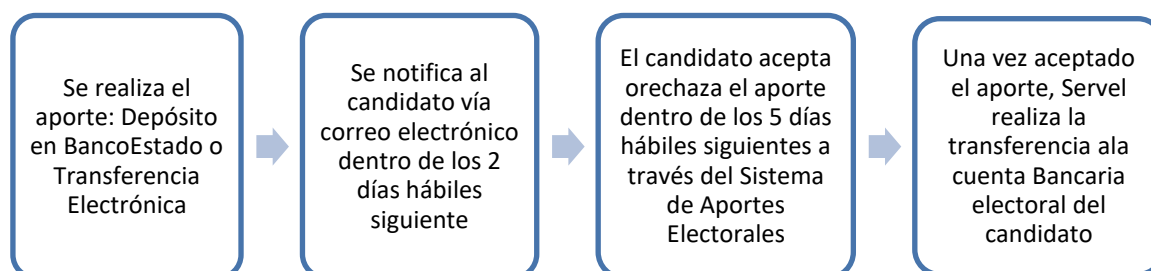 Se realiza el
aporte: Depósito
en BancoEstado o
Transferencia
Electrónica
Se notifica al
candidato vía
correo electrónico
dentro de los 2
días hábiles
siguiente
El candidato acepta
orechaza el aporte
dentro de los 5 días
hábiles siguientes a
través del Sistema
de Aportes
Electorales
Una vez aceptado
el aporte, Servel
realiza la
transferencia ala
cuenta Bancaria
electoral del
candidato